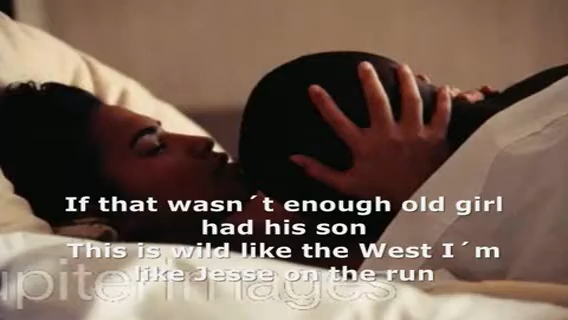 If that wasn´t enough old girl
had his son
This is wild like the West I´m
like Jesse on the run
upiterimages